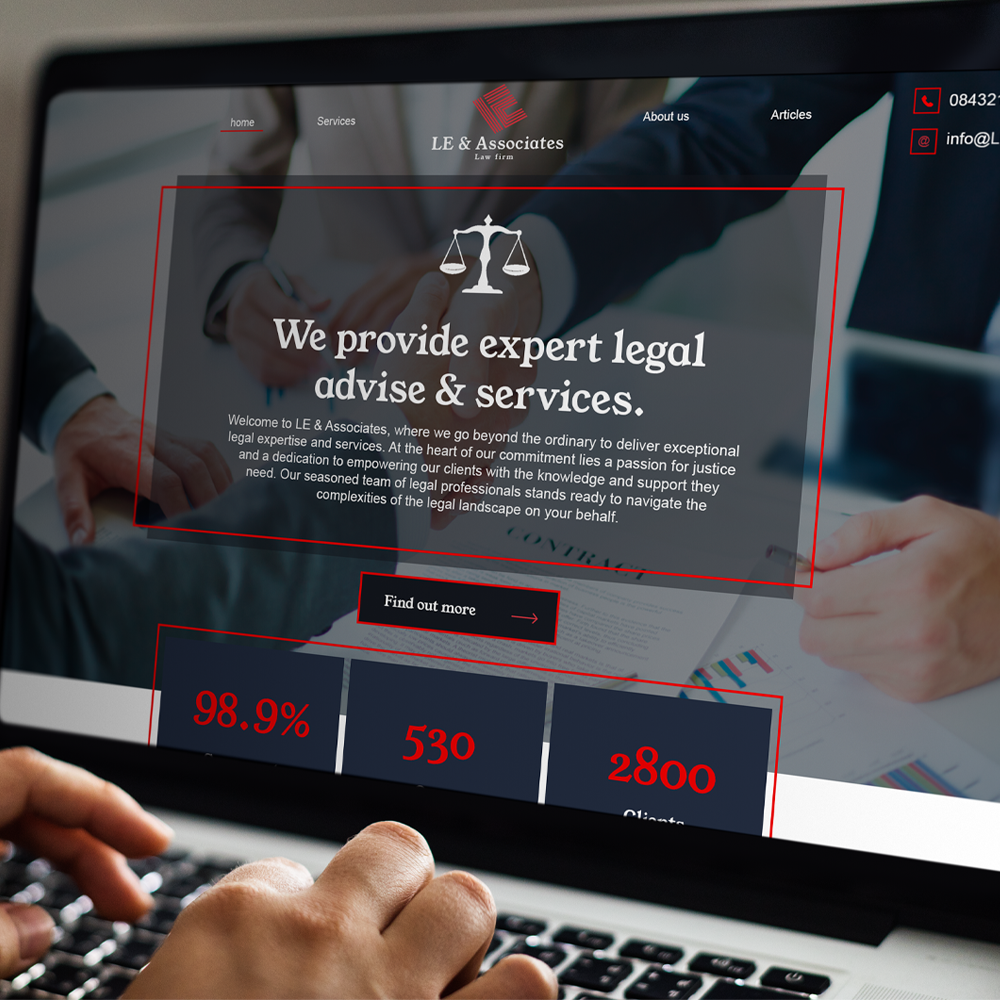 home
Services
LE & Associates
Law firm
About us
Articles
084321
@
info@L
We provide expert legal
advise & services.
Welcome to LE & Associates, where we go beyond the ordinary to deliver exceptional
legal expertise and services. At the heart of our commitment lies a passion for justice
and a dedication to empowering our clients with the knowledge and support they
need. Our seasoned team of legal professionals stands ready to navigate the
complexities of the legal landscape on your behalf.
CONTRACT
Find out more
98.9%
530
2800
Clients